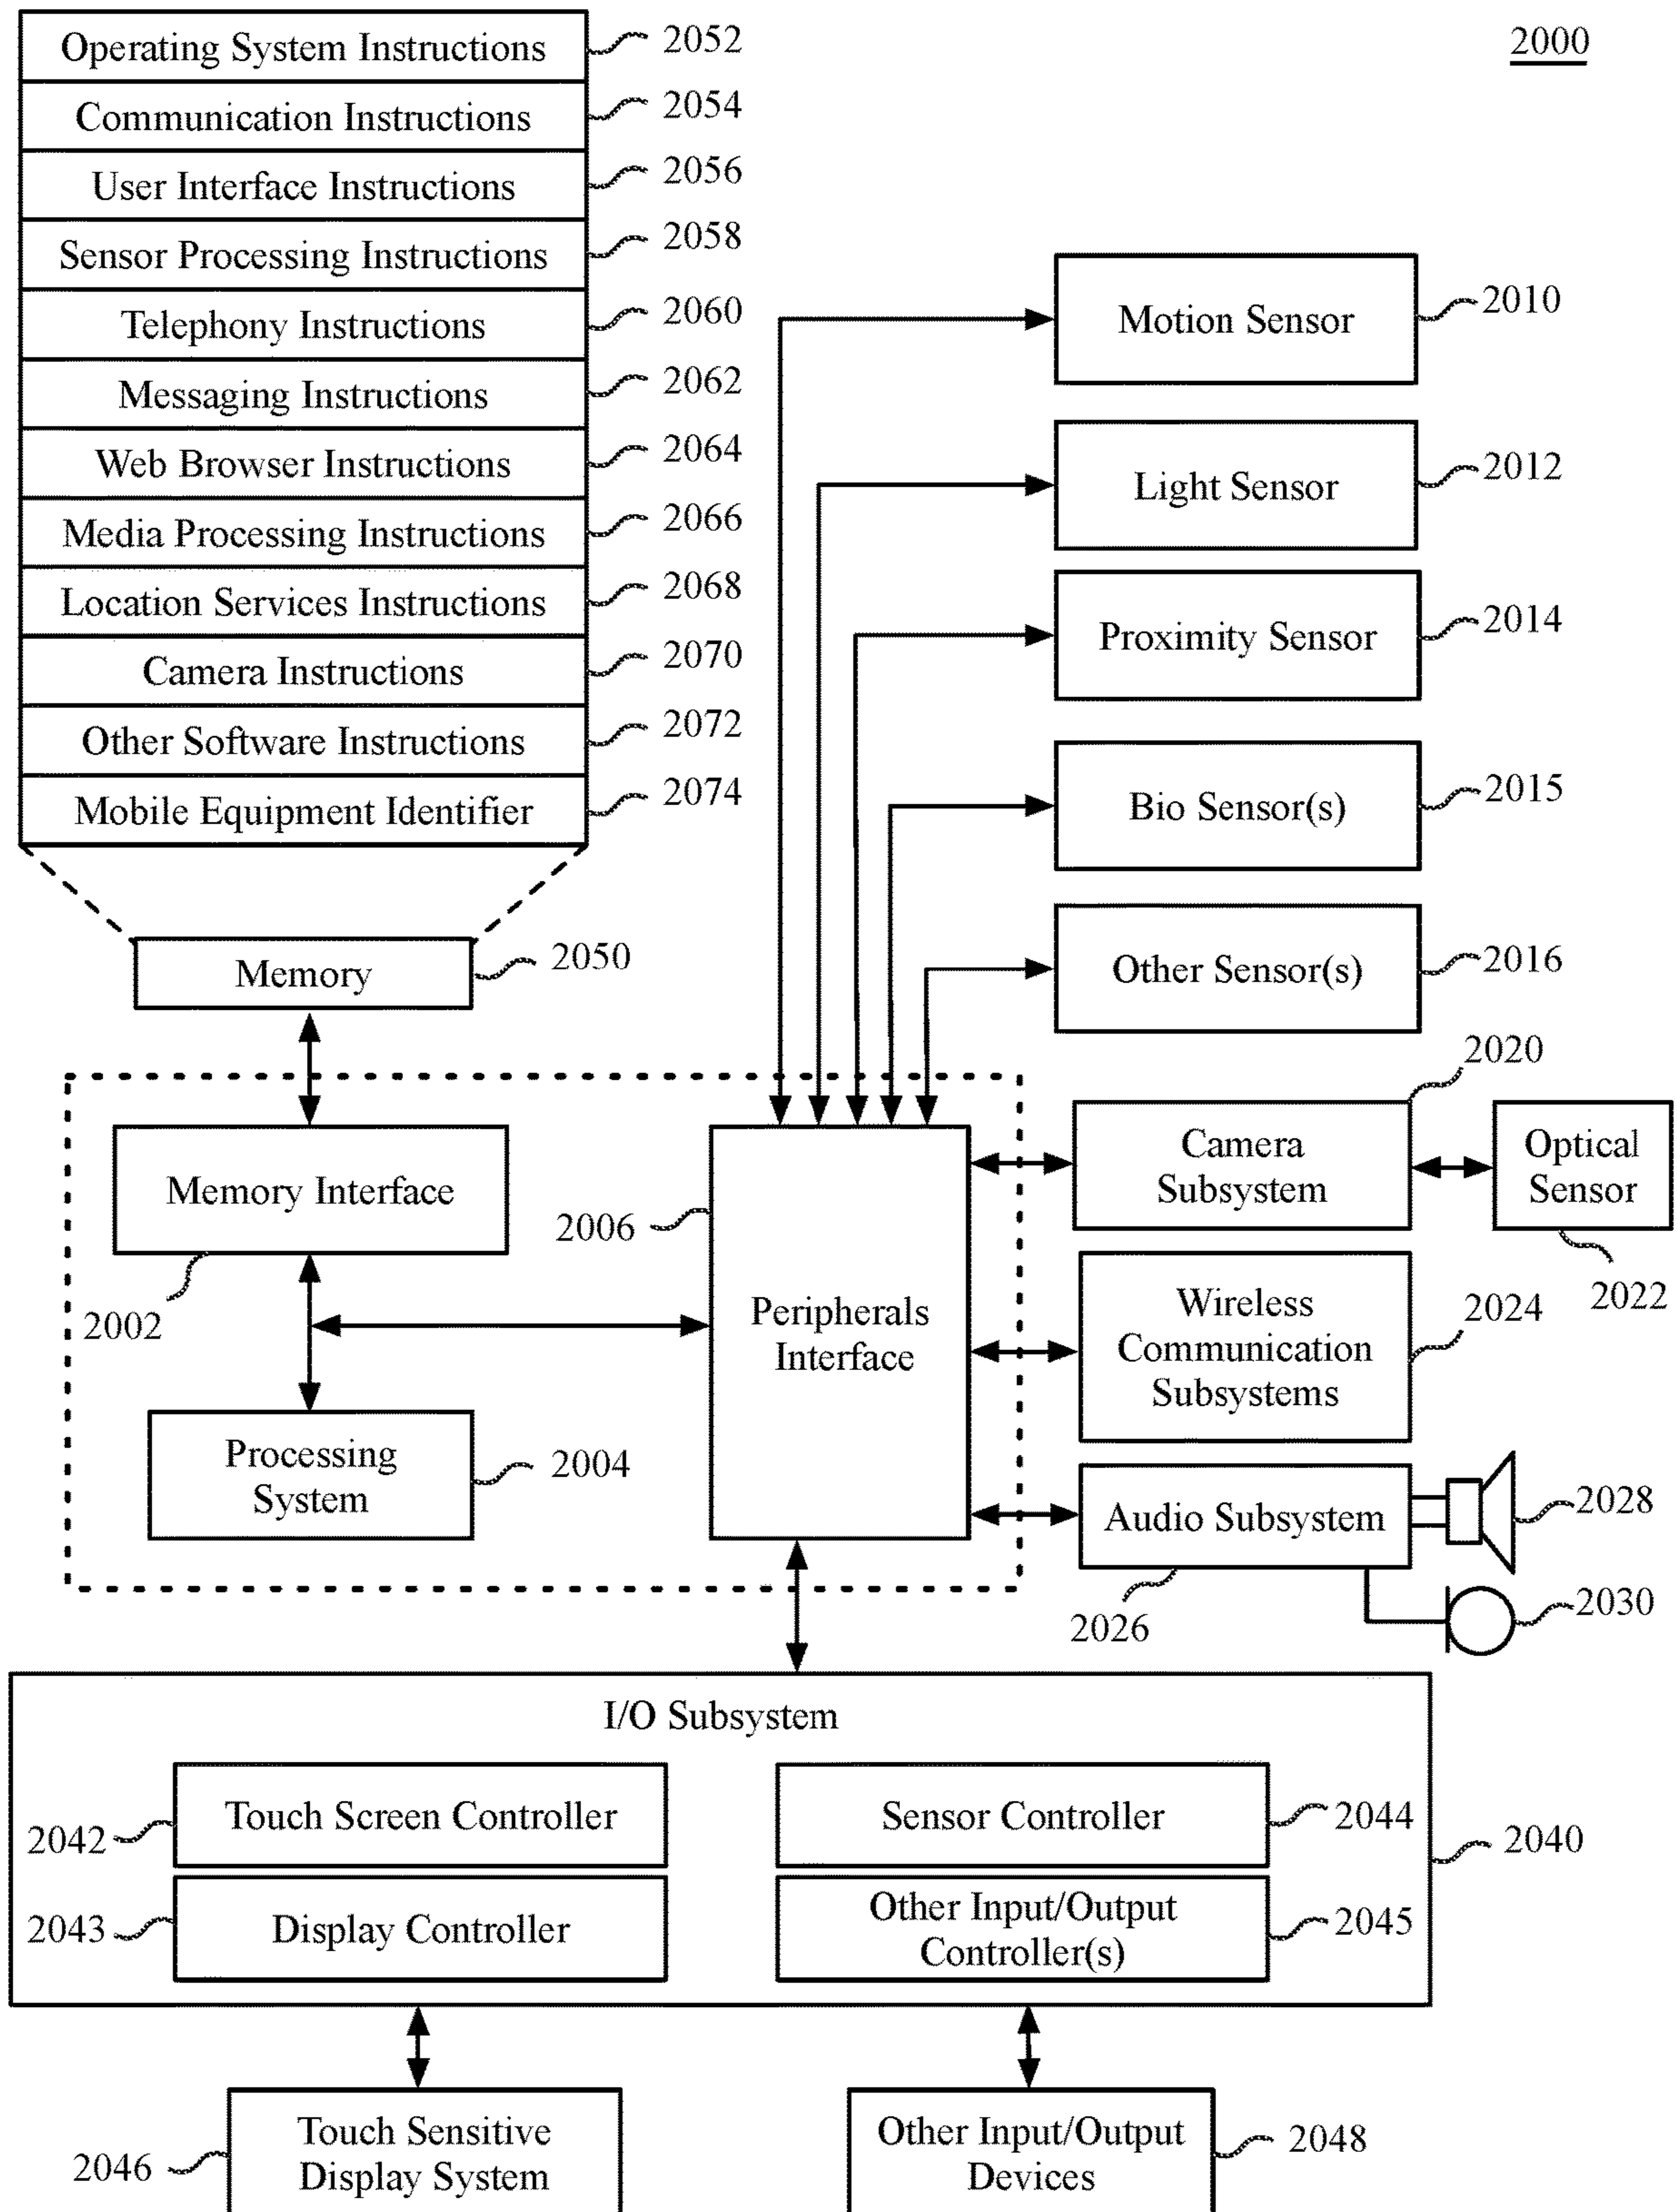 2000
Operating System Instructions 2052
Communication Instructions 2054
User Interface Instructions 2056
Sensor Processing Instructions 2058
Telephony Instructions 2060
Messaging Instructions 2062
Web Browser Instructions 2064
Media Processing Instructions 2066
Location Services Instructions 2068
Camera Instructions 2070
Other Software Instructions 2072
Mobile Equipment Identifier 2074
Memory 2050
Motion Sensor 2010
Light Sensor 2012
Proximity Sensor 2014
Bio Sensor(s) 2015
Other Sensor(s) 2016
Memory Interface
2002
Processing
System
2004
2006
Peripherals
Interface
2020
Camera
Subsystem
Optical
Sensor
2022
Wireless
Communication
Subsystems
2024
Audio Subsystem
2026
2028
2030
I/O Subsystem
2040
2042 Touch Screen Controller
Sensor Controller 2044
2043 Display Controller
Other Input/Output
Controller(s)
2045
Touch Sensitive
Display System
2046
Other Input/Output
Devices
2048